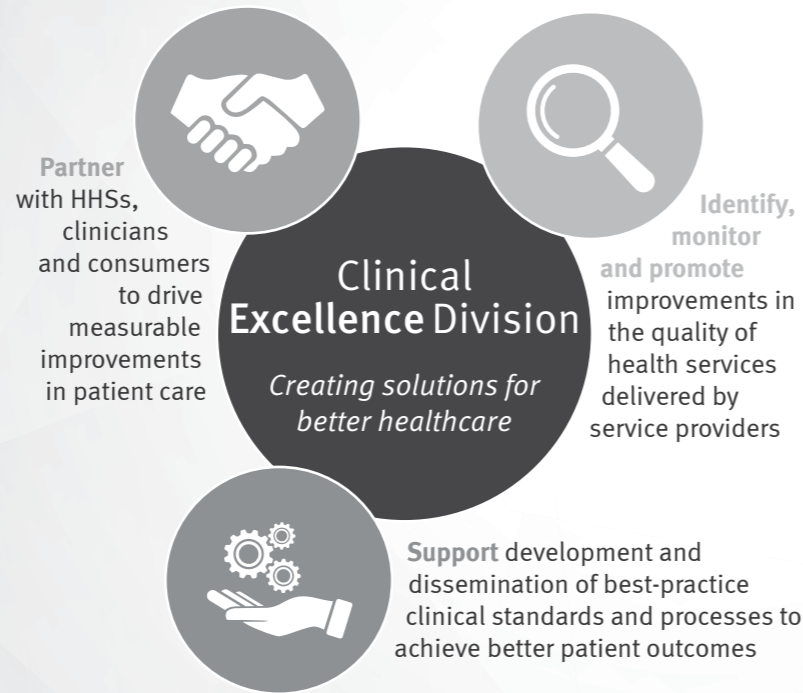 Partner
with HHSs,
clinicians
and consumers
to drive
measurable
improvements
in patient care
Clinical
Excellence Division
Creating solutions for
better healthcare
Identify,
monitor
and promote
improvements in
the quality of
health services
delivered by
service providers
Support development and
dissemination of best-practice
clinical standards and processes to
achieve better patient outcomes